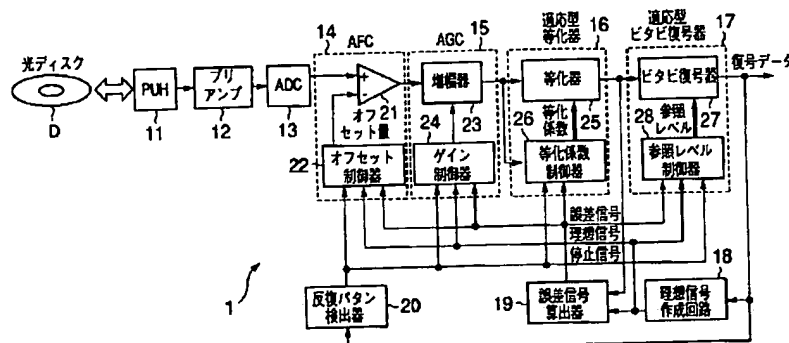 光ディスク
D
PUH
11
プリ
アンプ
12
ADC
13
14
AFC
21
オフ
セット量
22
オフセット
制御器
15
AGC
増幅器
23
24
ゲイン
制御器
適応型
等化器
16
等化器
25
等化
係数
26
等化係数
制御器
適応型
ビタビ復号器
17
ビタビ復号器
27
参照
レベル
28
参照レベル
制御器
復号データ
誤差信号
理想信号
停止信号
1
反復パタン
検出器
20
19
誤差信号
算出器
18
理想信号
作成回路